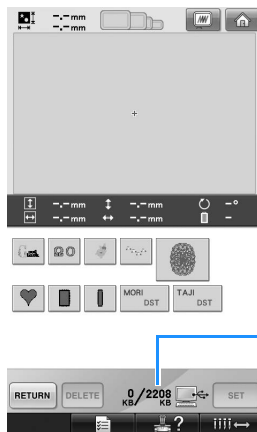 -.- mm
-.- mm
-.- mm -.- mm -°
-.- mm -.- mm -
MORI DST TAJI DST
RETURN DELETE 0 KB /2208 KB SET
?